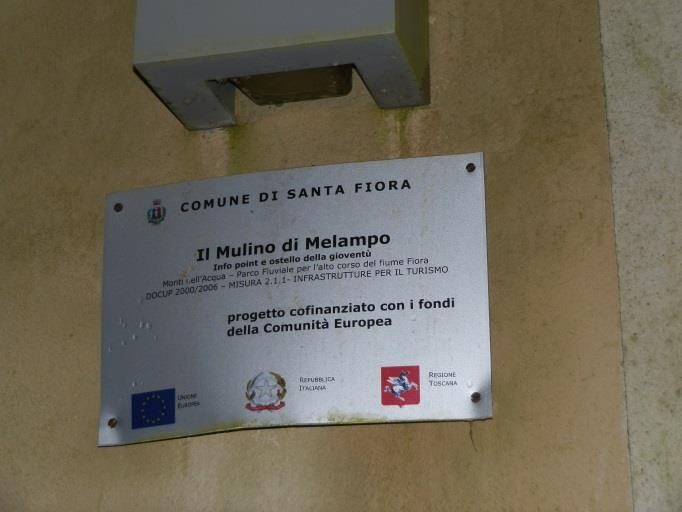 COMUNE DI SANTA FIORA
Il Mulino di Melampo
Info point e ostello della gioventù
Monti nell'Acqua – Parco Fluviale per l'alto corso del fiume Fiora
DOCUP 2000/2006 – MISURA 2.1.1- INFRASTRUTTURE PER IL TURISMO
progetto cofinanziato con i fondi
della Comunità Europea
UNIONE
EUROPEA
REPUBBLICA
ITALIANA
REGIONE
TOSCANA